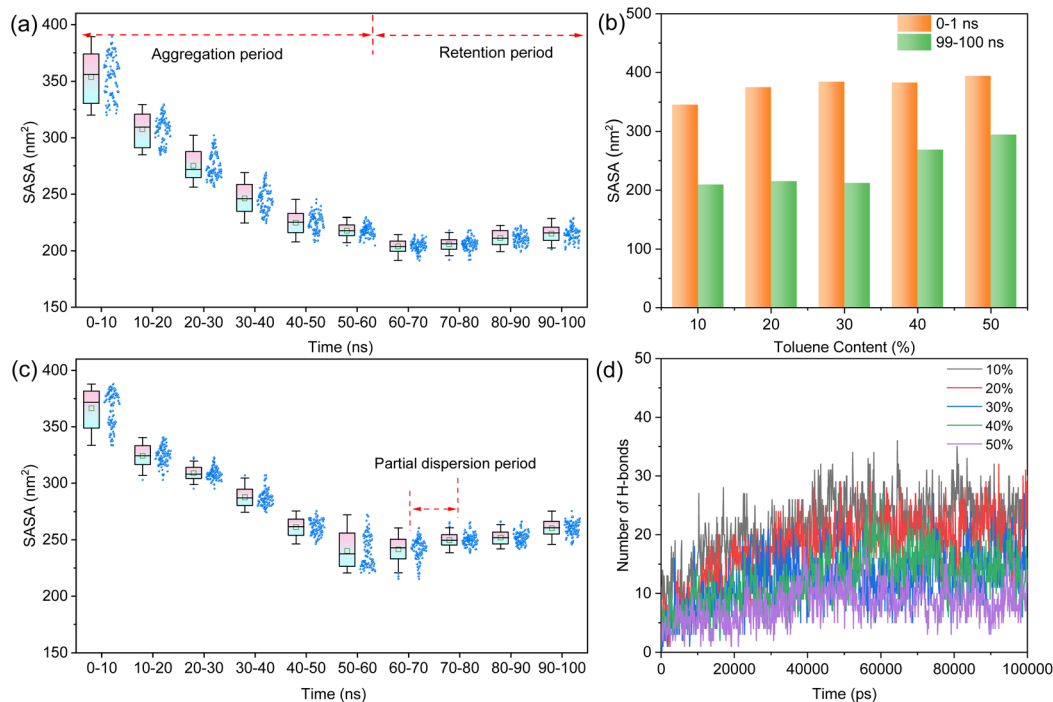 (a)
400
350
300
250
200
150
SASA (nm²)
Aggregation period
Retention period
0-10 10-20 20-30 30-40 40-50 50-60 60-70 70-80 80-90 90-100
Time (ns)
(b)
500
400
300
200
100
0
SASA (nm²)
0-1 ns
99-100 ns
10 20 30 40 50
Toluene Content (%)
(c)
400
350
300
250
200
150
SASA (nm²)
Partial dispersion period
0-10 10-20 20-30 30-40 40-50 50-60 60-70 70-80 80-90 90-100
Time (ns)
(d)
50
40
30
20
10
0
Number of H-bonds
10%
20%
30%
40%
50%
0 20000 40000 60000 80000 100000
Time (ps)